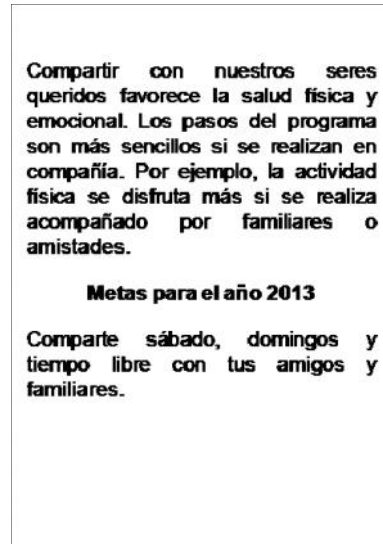 Compartir con nuestros seres
queridos favorece la salud física y
emocional. Los pasos del programa
son más sencillos si se realizan en
compañía. Por ejemplo, la actividad
física se disfruta más si se realiza
acompañado por familiares o
amistades.
Metas para el año 2013
Comparte sábado, domingos y
tiempo libre con tus amigos y
familiares.